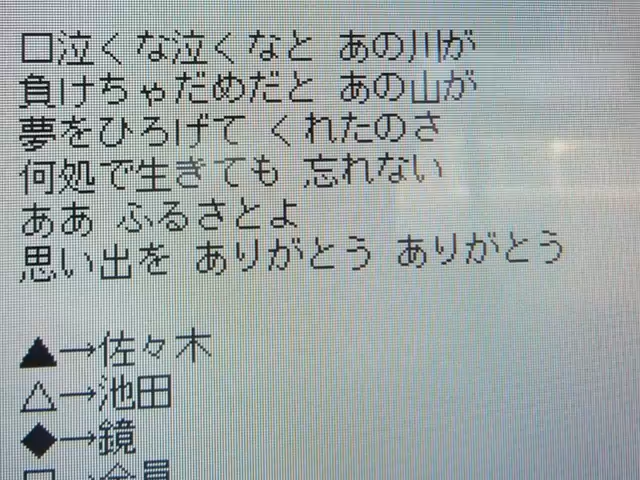 □泣くな泣くなと あの川が
負けちゃだめだと あの山が
夢をひろげて くれたのさ
何処で生きても 忘れない
ああ ふるさとよ
思い出を ありがとう ありがとう
▲→佐々木
△→池田
◆→鏡
□→全員